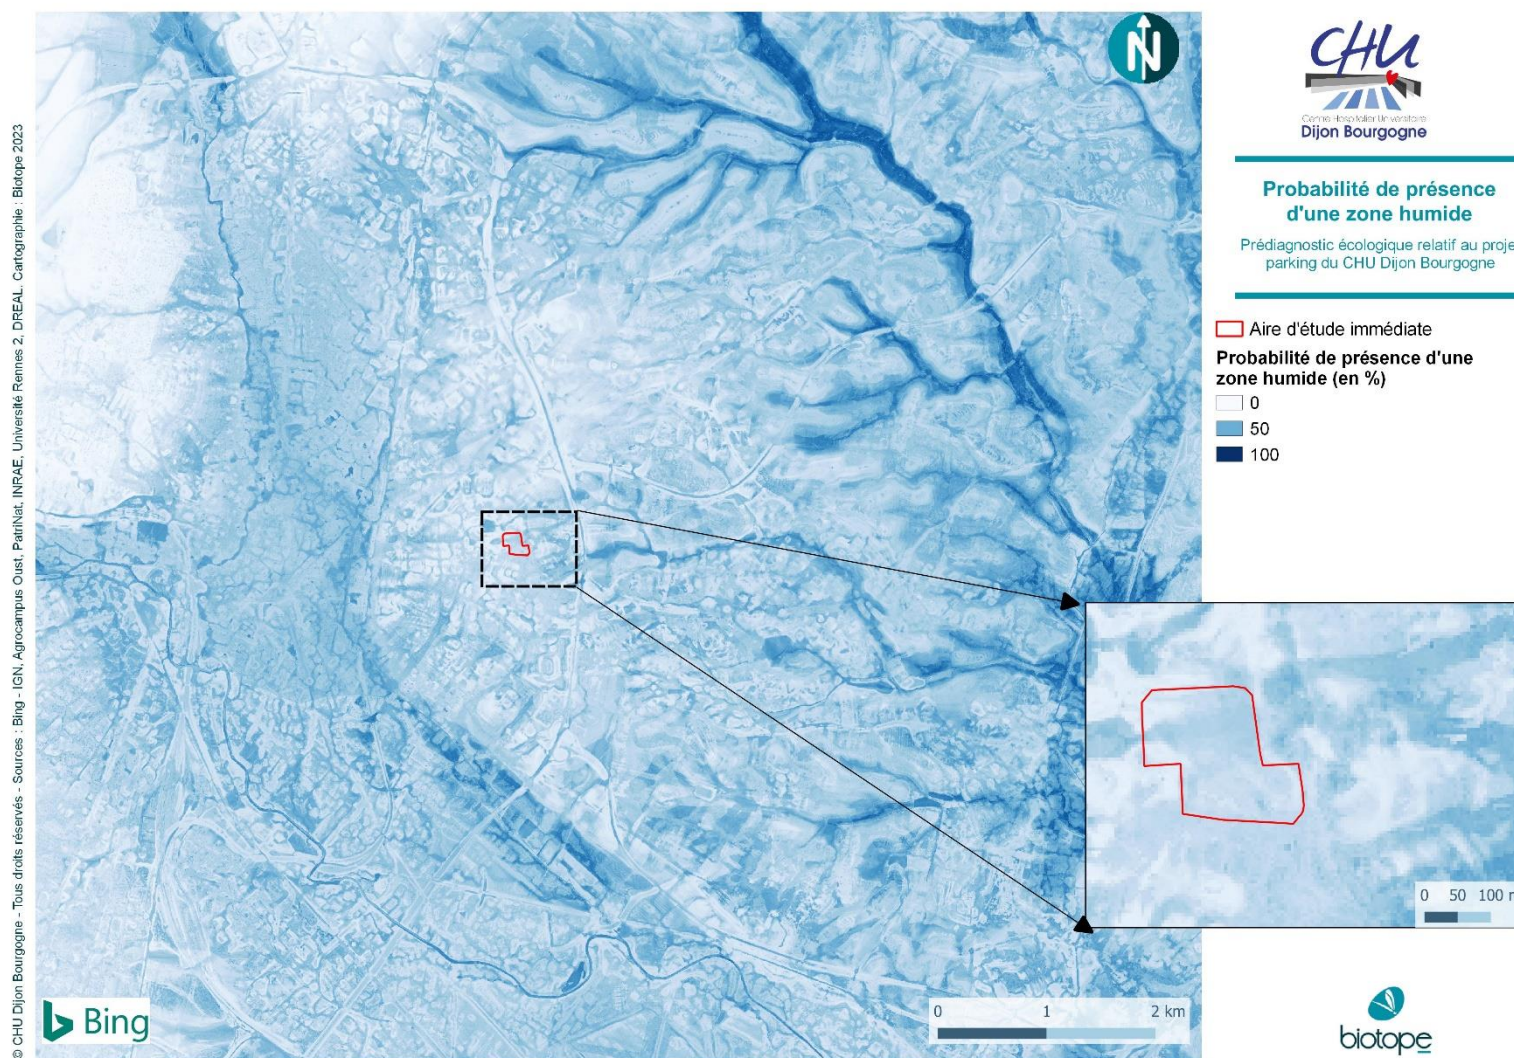 © CHU Dijon Bourgogne - Tous droits réservés - Sources : Bing - IGN, Agrocampus Oust, PatriNat, INRAE, Université Rennes 2, DREAL. Cartographie : Biotope 2023
N
CHU
Centre Hospitalier Universitaire
Dijon Bourgogne
Probabilité de présence
d'une zone humide
Prédiagnostic écologique relatif au proje
parking du CHU Dijon Bourgogne
Aire d'étude immédiate
Probabilité de présence d'une
zone humide (en %)
0
50
100
0 50 100 m
Bing
0 1 2 km
biotope